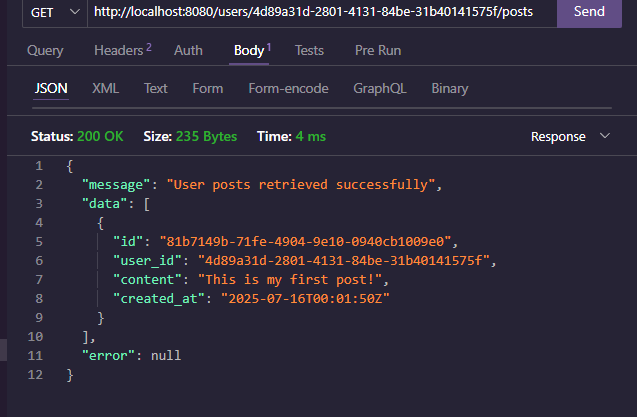 GET http://localhost:8080/users/4d89a31d-2801-4131-84be-31b40141575f/posts Send
Query Headers 2 Auth Body 1 Tests Pre Run
JSON XML Text Form Form-encode GraphQL Binary
Status: 200 OK Size: 235 Bytes Time: 4 ms Response
1 {
2 "message": "User posts retrieved successfully",
3 "data": [
4 {
5 "id": "81b7149b-71fe-4904-9e10-0940cb1009e0",
6 "user_id": "4d89a31d-2801-4131-84be-31b40141575f",
7 "content": "This is my first post!",
8 "created_at": "2025-07-16T00:01:50Z"
9 }
10 ],
11 "error": null
12 }